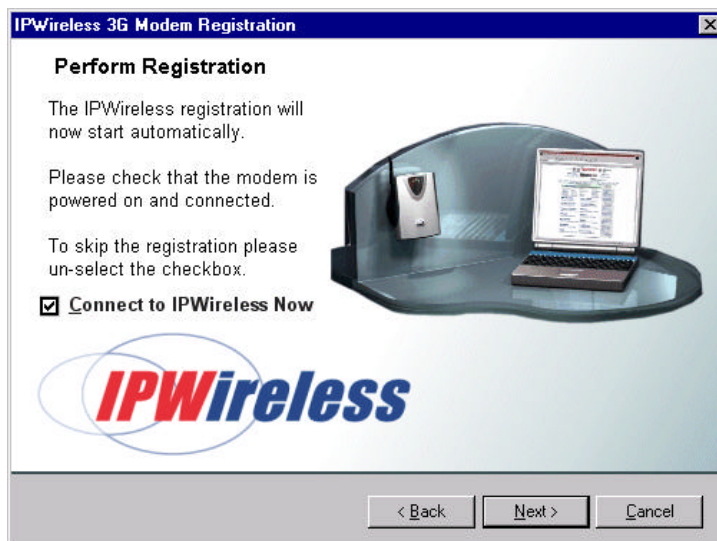 IPWireless 3G Modem Registration
Perform Registration
The IPWireless registration will
now start automatically.
Please check that the modem is
powered on and connected.
To skip the registration please
un-select the checkbox.
Connect to IPWireless Now
IPWireless
< Back
Next >
Cancel